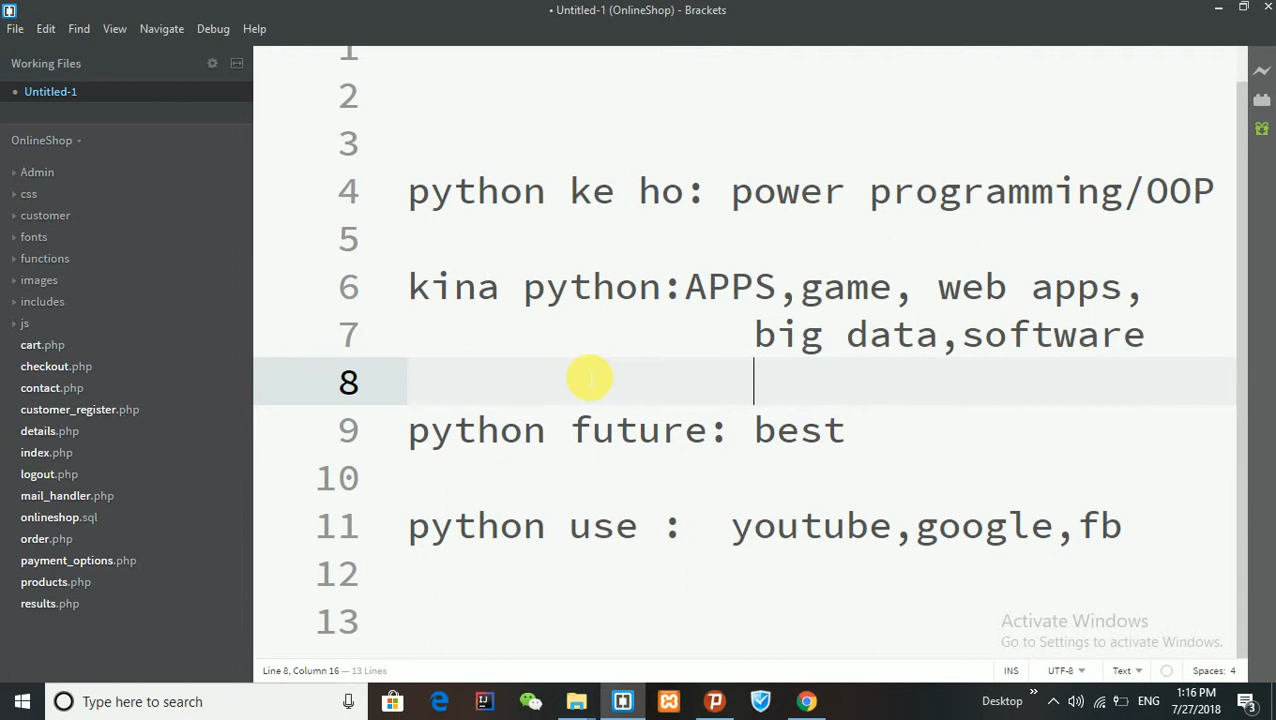 • Untitled-1 (OnlineShop) - Brackets
File Edit Find View Navigate Debug Help
Working Files
• Untitled-1
OnlineShop
Admin
css
customer
fonts
functions
images
includes
js
cart.php
checkout.php
contact.php
customer_register.php
details.php
index.php
logout.php
mail_handler.php
onlineshop.sql
order.php
payment_options.php
products.php
results.php
1
2
3
4 python ke ho: power programming/OOP
5
6 kina python:APPS,game, web apps,
7 big data,software
8
9 python future: best
10
11 python use : youtube,google,fb
12
13
Activate Windows
Go to Settings to activate Windows.
Line 8, Column 16 — 13 Lines
INS UTF-8 Text Spaces: 4
Type here to search
Desktop » ENG
1:16 PM
7/27/2018
3